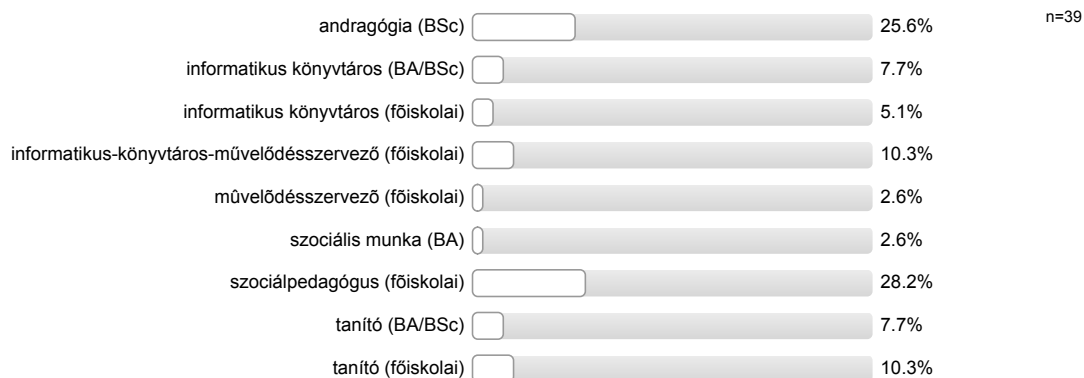 andragógia (BSc) 25.6% n=39
informatikus könyvtáros (BA/BSc) 7.7%
informatikus könyvtáros (fõiskolai) 5.1%
informatikus-könyvtáros-művelődésszervező (főiskolai) 10.3%
mûvelõdésszervezõ (fõiskolai) 2.6%
szociális munka (BA) 2.6%
szociálpedagógus (fõiskolai) 28.2%
tanító (BA/BSc) 7.7%
tanító (főiskolai) 10.3%